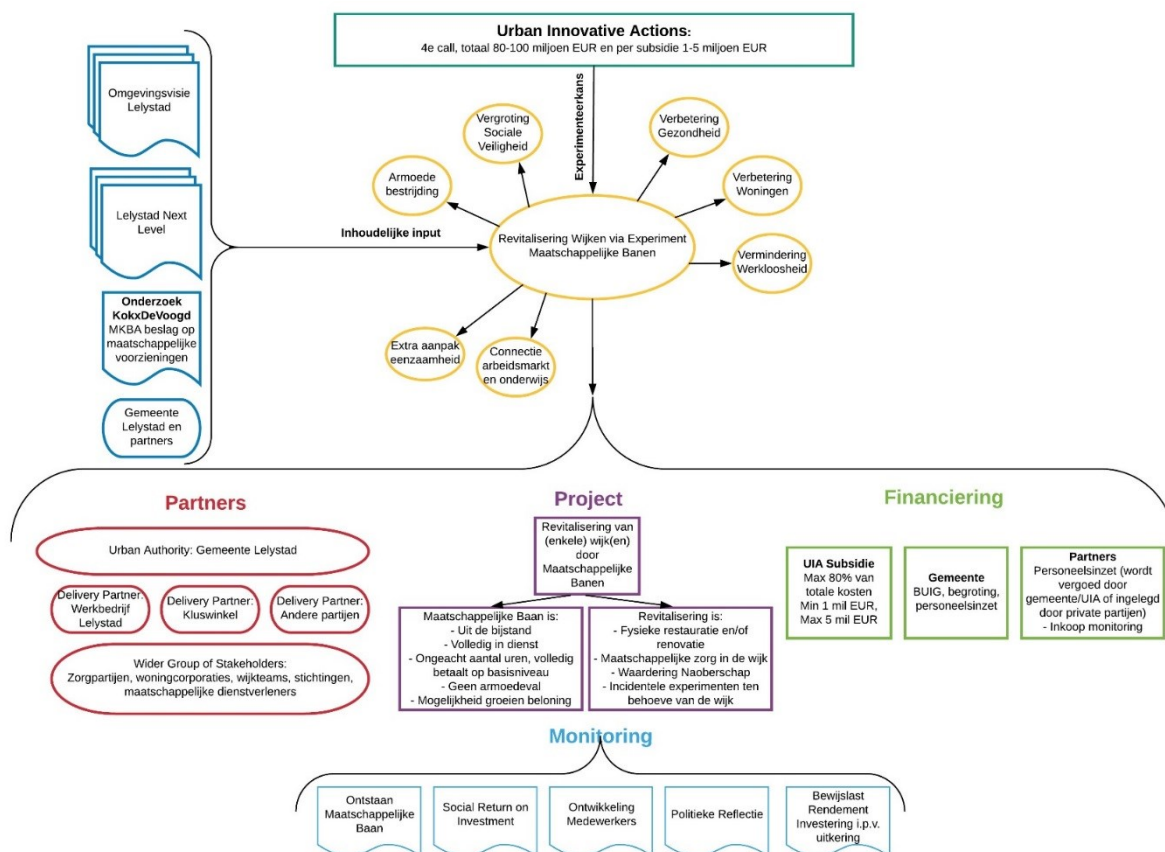 Urban Innovative Actions:
4e call, totaal 80-100 miljoen EUR en per subsidie 1-5 miljoen EUR
Omgevingsvisie
Lelystad
Lelystad Next
Level
Onderzoek
KokxDeVoogd
MKBA beslag op
maatschappelijke
voorzieningen
Gemeente
Lelystad en
partners
Inhoudelijke input
Experimenteerkans
Vergroting
Sociale
Veiligheid
Verbetering
Gezondheid
Armoede
bestrijding
Verbetering
Woningen
Revitalisering Wijken via Experiment
Maatschappelijke Banen
Vermindering
Werkloosheid
Extra aanpak
eenzaamheid
Connectie
arbeidsmarkt
en onderwijs
Partners
Urban Authority: Gemeente Lelystad
Delivery Partner:
Werkbedrijf
Lelystad
Delivery Partner:
Kluswinkel
Delivery Partner:
Andere partijen
Wider Group of Stakeholders:
Zorgpartijen, woningcorporaties, wijkteams, stichtingen,
maatschappelijke dienstverleners
Project
Revitalisering van
(enkele) wijk(en)
door
Maatschappelijke
Banen
Maatschappelijke Baan is:
- Uit de bijstand
- Volledig in dienst
- Ongeacht aantal uren, volledig
betaalt op basisniveau
- Geen armoedeval
- Mogelijkheid groeien beloning
Revitalisering is:
- Fysieke restauratie en/of
renovatie
- Maatschappelijke zorg in de wijk
- Waardering Naoberschap
- Incidentele experimenten ten
behoeve van de wijk
Financiering
UIA Subsidie
Max 80% van
totale kosten
Min 1 mil EUR,
Max 5 mil EUR
Gemeente
BUIG, begroting,
personeelsinzet
Partners
Personeelsinzet (wordt
vergoed door
gemeente/UIA of ingelegd
door private partijen)
- Inkoop monitoring
Monitoring
Ontstaan
Maatschappelijke
Baan
Social Return on
Investment
Ontwikkeling
Medewerkers
Politieke Reflectie
Bewijslast
Rendement
Investering i.p.v.
uitkering